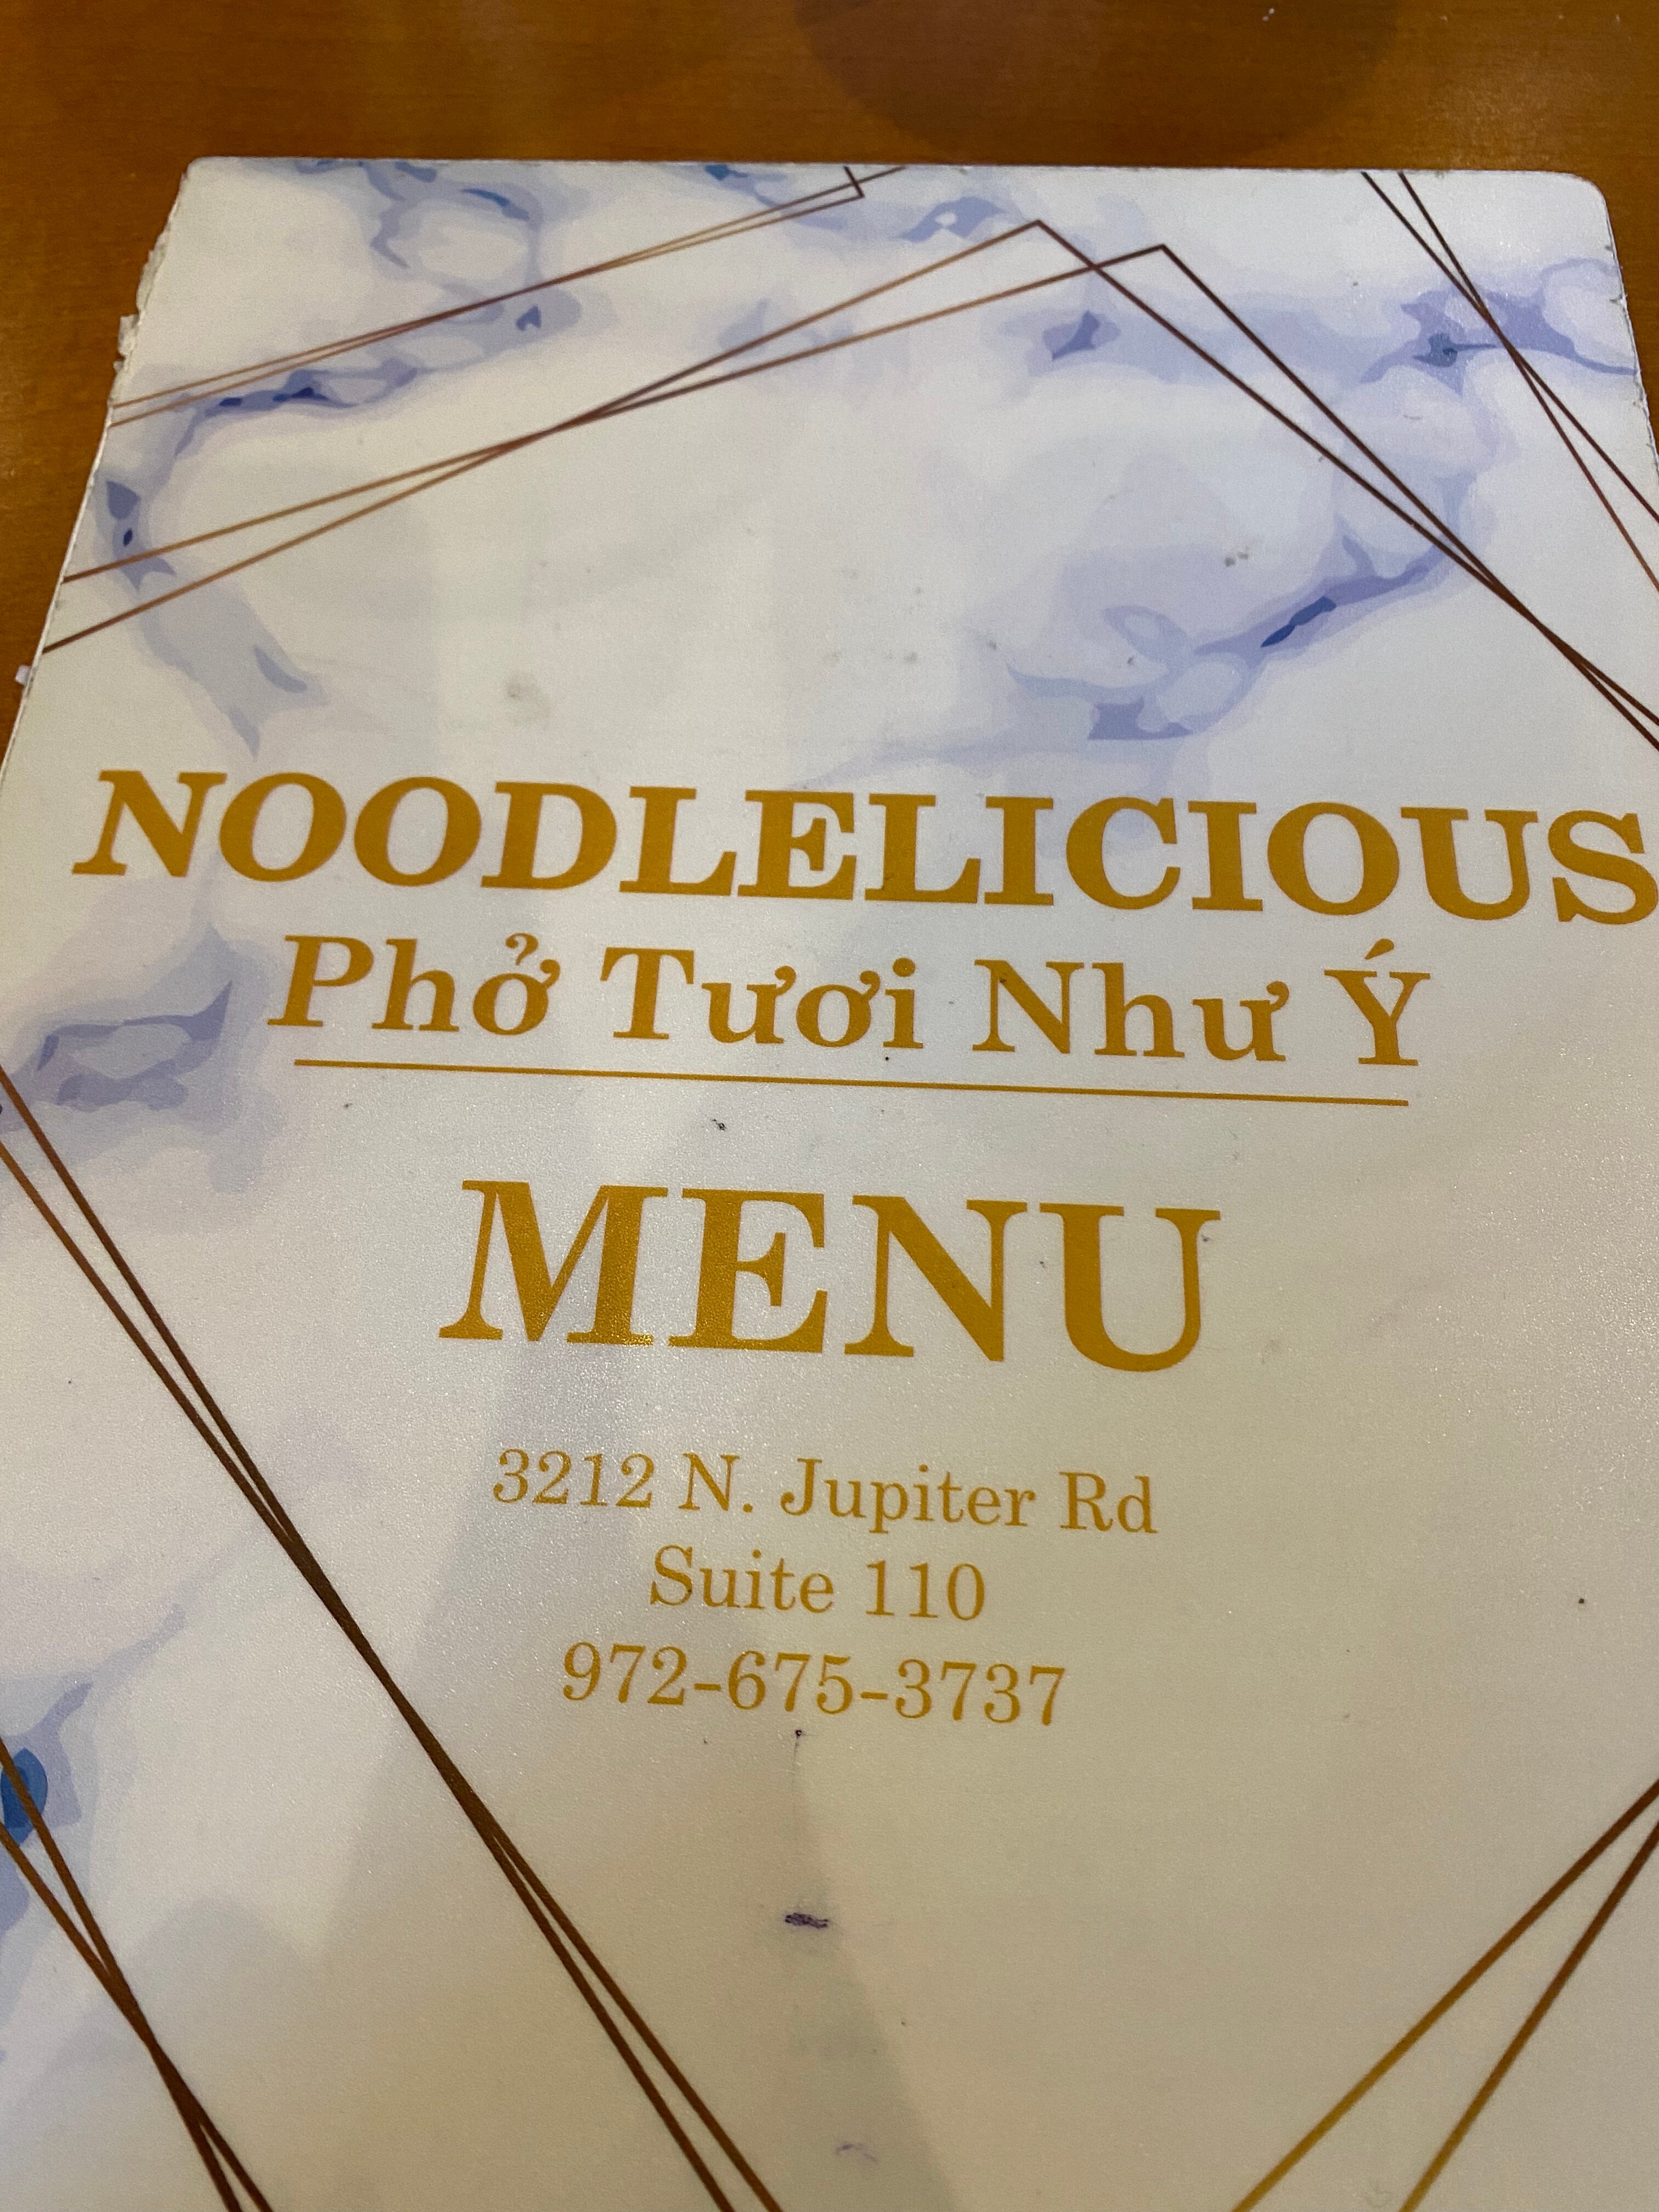 NOODLELICIOUS
Phở Tươi Như Ý
MENU
3212 N. Jupiter Rd
Suite 110
972-675-3737